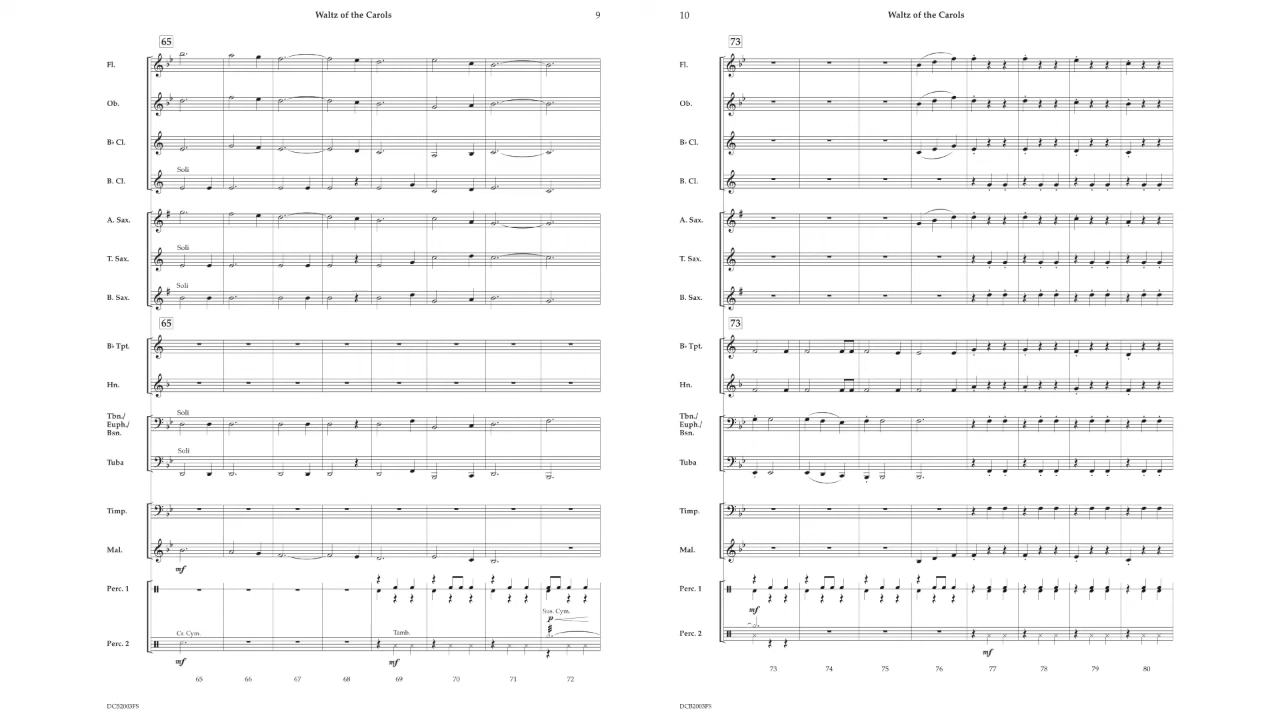 Waltz of the Carols
9
65
Fl.
Ob.
B♭ Cl.
Soli
B. Cl.
A. Sax.
Soli
T. Sax.
Soli
B. Sax.
65
B♭ Tpt.
Hn.
Soli
Tbn./
Euph./
Bsn.
Soli
Tuba
Timp.
Mal.
mf
Perc. 1
Sus. Cym.
p
Cr. Cym.
Tamb.
Perc. 2
mf
mf
65 66 67 68 69 70 71 72
DC52003FS
10
Waltz of the Carols
73
Fl.
Ob.
B♭ Cl.
B. Cl.
A. Sax.
T. Sax.
B. Sax.
73
B♭ Tpt.
Hn.
Tbn./
Euph./
Bsn.
Tuba
Timp.
Mal.
Perc. 1
mf
Perc. 2
mf
73 74 75 76 77 78 79 80
DCB2003FS